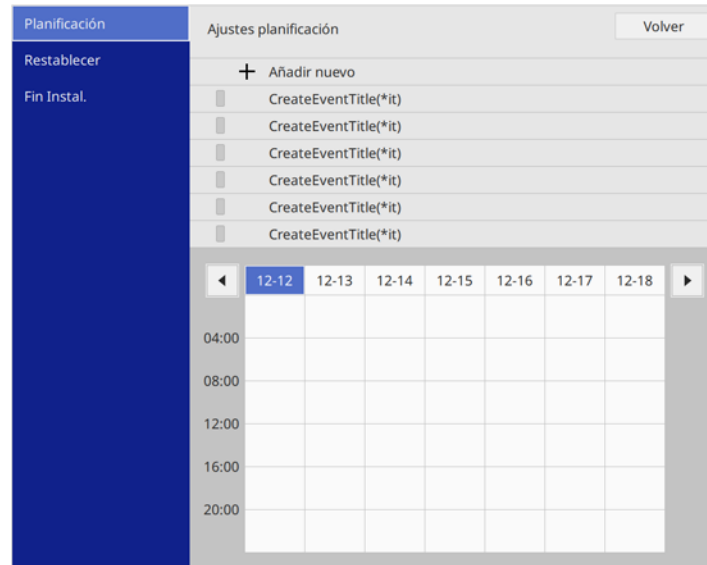 Planificación
Restablecer
Fin Instal.
Ajustes planificación
Volver
+ Añadir nuevo
CreateEventTitle(*it)
CreateEventTitle(*it)
CreateEventTitle(*it)
CreateEventTitle(*it)
CreateEventTitle(*it)
CreateEventTitle(*it)
12-12 12-13 12-14 12-15 12-16 12-17 12-18
04:00
08:00
12:00
16:00
20:00